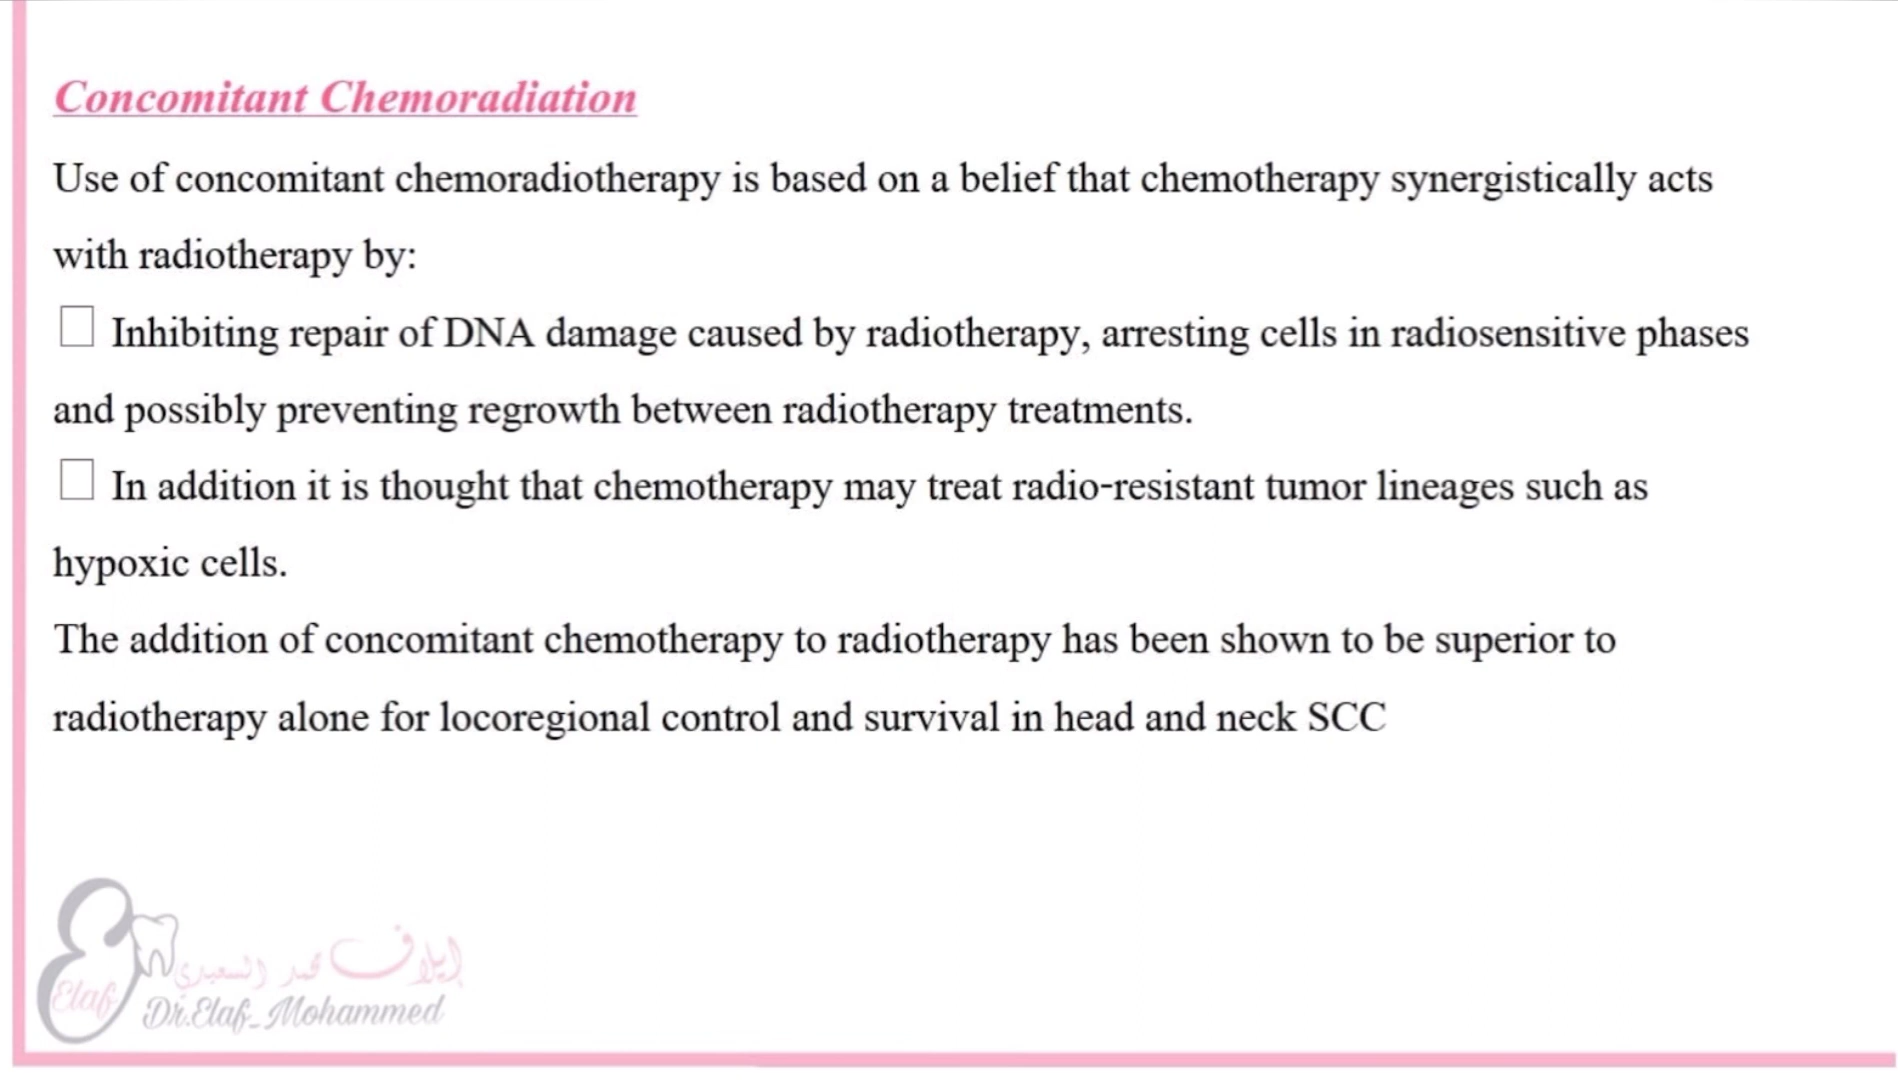 Concomitant Chemoradiation
Use of concomitant chemoradiotherapy is based on a belief that chemotherapy synergistically acts
with radiotherapy by:
Inhibiting repair of DNA damage caused by radiotherapy, arresting cells in radiosensitive phases
and possibly preventing regrowth between radiotherapy treatments.
In addition it is thought that chemotherapy may treat radio-resistant tumor lineages such as
hypoxic cells.
The addition of concomitant chemotherapy to radiotherapy has been shown to be superior to
radiotherapy alone for locoregional control and survival in head and neck SCC
إيلاف محمد السعيدي
Elaf
Dr.Elaf_Mohammed